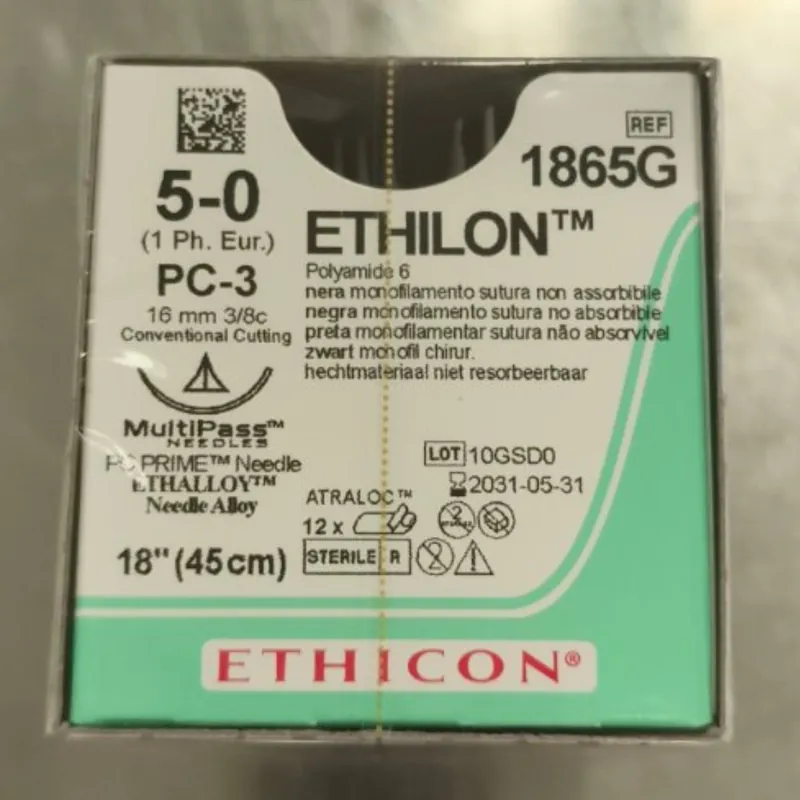 REF
1865G
5-0
(1 Ph. Eur.)
PC-3
16 mm 3/8c
Conventional Cutting
MultiPass™
NEEDLES
PC PRIME™ Needle
ETHALLOY™
Needle Alloy
18" (45cm)
ETHILON™
Polyamide 6
nera monofilamento sutura non assorbibile
negra monofilamento sutura no absorbible
preta monofilamentar sutura não absorvível
zwart monofil chirur.
hechtmateriaal niet resorbeerbaar
LOT 10GSD0
2031-05-31
ATRALOC™
12 x
STERILE R
ETHICON®